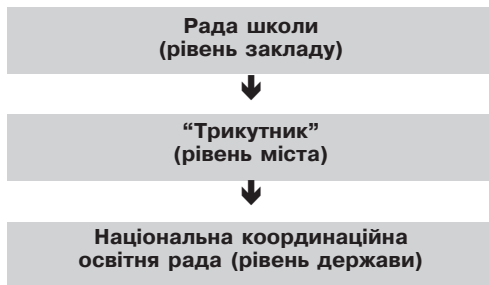 Рада школи
(рівень закладу)
“Трикутник”
(рівень міста)
Національна координаційна
освітня рада (рівень держави)